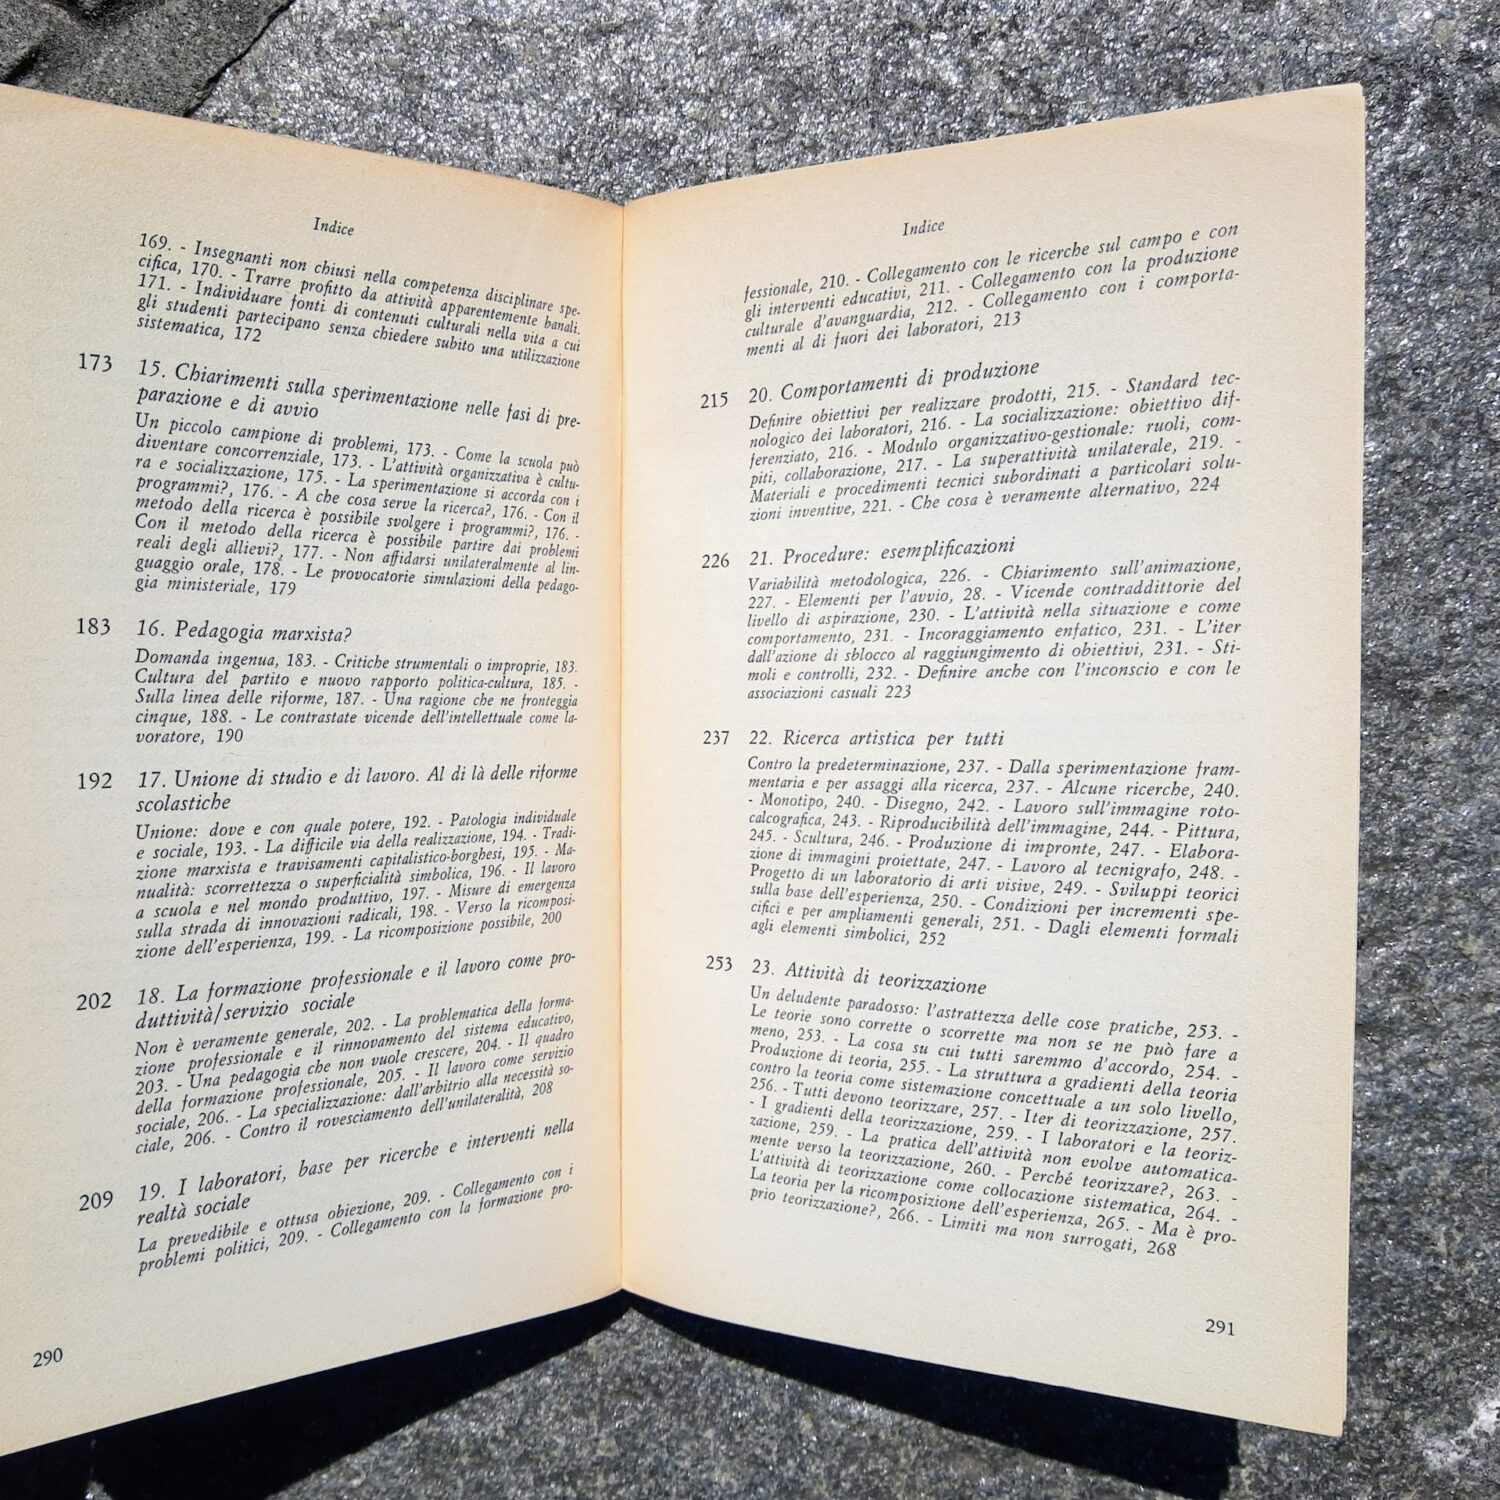 Indice
169. - Insegnanti non chiusi nella competenza disciplinare spe-
cifica, 170. - Trarre profitto da attività apparentemente banali.
171. - Individuare fonti di contenuti culturali nella vita a cui
gli studenti partecipano senza chiedere subito una utilizzazione
sistematica, 172
173 15. Chiarimenti sulla sperimentazione nelle fasi di pre-
parazione e di avvio
Un piccolo campione di problemi, 173. - Come la scuola può
diventare concorrenziale, 173. - L'attività organizzativa è cultu-
ra e socializzazione, 175. - La sperimentazione si accorda con i
programmi?, 176. - A che cosa serve la ricerca?, 176. - Con il
metodo della ricerca è possibile svolgere i programmi?, 176. -
Con il metodo della ricerca è possibile partire dai problemi
reali degli allievi?, 177. - Non affidarsi unilateralmente al lin-
guaggio orale, 178. - Le provocatorie simulazioni della pedago-
gia ministeriale, 179
183 16. Pedagogia marxista?
Domanda ingenua, 183. - Critiche strumentali o improprie, 183.
Cultura del partito e nuovo rapporto politica-cultura, 185. -
Sulla linea delle riforme, 187. - Una ragione che ne fronteggia
cinque, 188. - Le contrastate vicende dell'intellettuale come la-
voratore, 190
192 17. Unione di studio e di lavoro. Al di là delle riforme
scolastiche
Unione: dove e con quale potere, 192. - Patologia individuale
e sociale, 193. - La difficile via della realizzazione, 194. - Tradi-
zione marxista e travisamenti capitalistico-borghesi, 195. - Ma-
nualità: scorrettezza o superficialità simbolica, 196. - Il lavoro
a scuola e nel mondo produttivo, 197. - Misure di emergenza
sulla strada di innovazioni radicali, 198. - Verso la ricomposi-
zione dell'esperienza, 199. - La ricomposizione possibile, 200
202 18. La formazione professionale e il lavoro come pro-
duttività/servizio sociale
Non è veramente generale, 202. - La problematica della forma-
zione professionale e il rinnovamento del sistema educativo,
203. - Una pedagogia che non vuole crescere, 204. - Il quadro
della formazione professionale, 205. - Il lavoro come servizio
sociale, 206. - La specializzazione: dall'arbitrio alla necessità so-
ciale, 206. - Contro il rovesciamento dell'unilateralità, 208
209 19. I laboratori, base per ricerche e interventi nella
realtà sociale
La prevedibile e ottusa obiezione, 209. - Collegamento con i
problemi politici, 209. - Collegamento con la formazione pro-
290
Indice
fessionale, 210. - Collegamento con le ricerche sul campo e con
gli interventi educativi, 211. - Collegamento con la produzione
culturale d'avanguardia, 212. - Collegamento con i comporta-
menti al di fuori dei laboratori, 213
215 20. Comportamenti di produzione
Definire obiettivi per realizzare prodotti, 215. - Standard tec-
nologico dei laboratori, 216. - La socializzazione: obiettivo dif-
ferenziato, 216. - Modulo organizzativo-gestionale: ruoli, com-
piti, collaborazione, 217. - La superattività unilaterale, 219. -
Materiali e procedimenti tecnici subordinati a particolari solu-
zioni inventive, 221. - Che cosa è veramente alternativo, 224
226 21. Procedure: esemplificazioni
Variabilità metodologica, 226. - Chiarimento sull'animazione,
227. - Elementi per l'avvio, 28. - Vicende contraddittorie del
livello di aspirazione, 230. - L'attività nella situazione e come
comportamento, 231. - Incoraggiamento enfatico, 231. - L'iter
dall'azione di sblocco al raggiungimento di obiettivi, 231. - Sti-
moli e controlli, 232. - Definire anche con l'inconscio e con le
associazioni casuali 223
237 22. Ricerca artistica per tutti
Contro la predeterminazione, 237. - Dalla sperimentazione fram-
mentaria e per assaggi alla ricerca, 237. - Alcune ricerche, 240.
- Monotipo, 240. - Disegno, 242. - Lavoro sull'immagine roto-
calcografica, 243. - Riproducibilità dell'immagine, 244. - Pittura,
245. - Scultura, 246. - Produzione di impronte, 247. - Elabora-
zione di immagini proiettate, 247. - Lavoro al tecnigrafo, 248. -
Progetto di un laboratorio di arti visive, 249. - Sviluppi teorici
sulla base dell'esperienza, 250. - Condizioni per incrementi spe-
cifici e per ampliamenti generali, 251. - Dagli elementi formali
agli elementi simbolici, 252
253 23. Attività di teorizzazione
Un deludente paradosso: l'astrattezza delle cose pratiche, 253. -
Le teorie sono corrette o scorrette ma non se ne può fare a
meno, 253. - La cosa su cui tutti saremmo d'accordo, 254. -
Produzione di teoria, 255. - La struttura a gradienti della teoria
contro la teoria come sistemazione concettuale a un solo livello,
256. - Tutti devono teorizzare, 257. - Iter di teorizzazione, 257.
- I gradienti della teorizzazione, 259. - I laboratori e la teoriz-
zazione, 259. - La pratica dell'attività non evolve automatica-
mente verso la teorizzazione, 260. - Perché teorizzare?, 263. -
L'attività di teorizzazione come collocazione sistematica, 264. -
La teoria per la ricomposizione dell'esperienza, 265. - Ma è pro-
prio teorizzazione?, 266. - Limiti ma non surrogati, 268
291